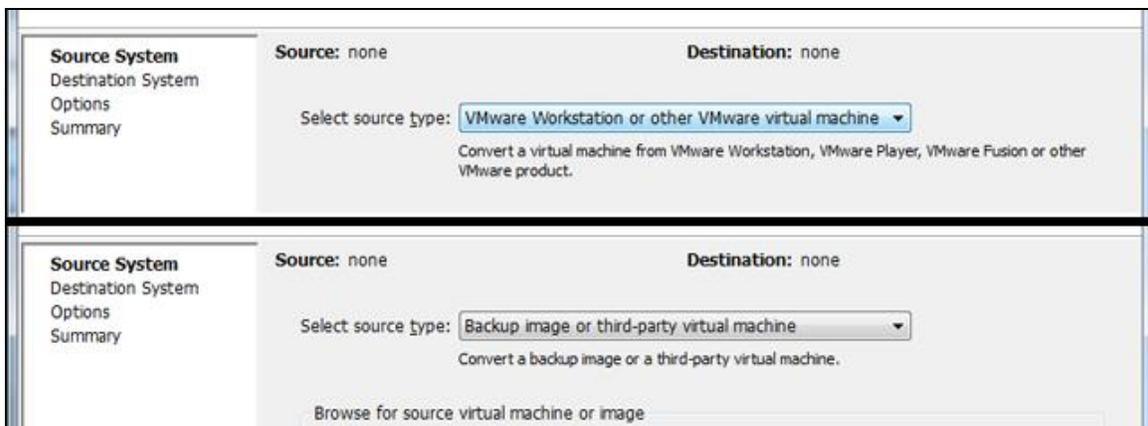 Source System
Destination System
Options
Summary
Source: none
Destination: none
Select source type: VMware Workstation or other VMware virtual machine
Convert a virtual machine from VMware Workstation, VMware Player, VMware Fusion or other
VMware product.
Source System
Destination System
Options
Summary
Source: none
Destination: none
Select source type: Backup image or third-party virtual machine
Convert a backup image or a third-party virtual machine.
Browse for source virtual machine or image